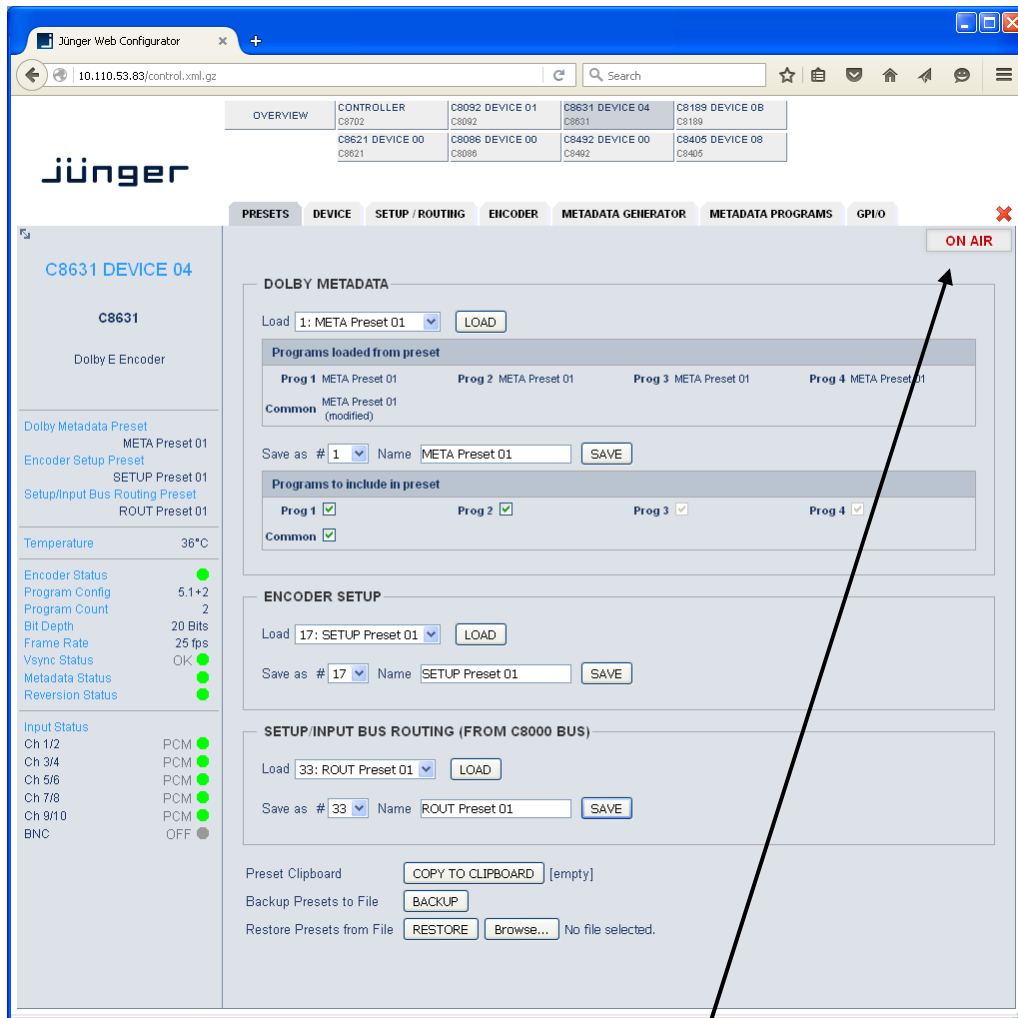 Jünger Web Configurator
10.110.53.83/control.xml.gz
Search
OVERVIEW
CONTROLLER
C8702
C8092 DEVICE 01
C8092
C8631 DEVICE 04
C8631
C8189 DEVICE 0B
C8189
C8621 DEVICE 00
C8621
C8086 DEVICE 00
C8086
C8492 DEVICE 00
C8492
C8405 DEVICE 08
C8405
jünger
PRESETS DEVICE SETUP / ROUTING ENCODER METADATA GENERATOR METADATA PROGRAMS GPI/O
ON AIR
C8631 DEVICE 04
C8631
Dolby E Encoder
Dolby Metadata Preset
META Preset 01
Encoder Setup Preset
SETUP Preset 01
Setup/Input Bus Routing Preset
ROUT Preset 01
Temperature 36°C
Encoder Status
Program Config 5.1+2
Program Count 2
Bit Depth 20 Bits
Frame Rate 25 fps
Vsync Status OK
Metadata Status
Reversion Status
Input Status
Ch 1/2 PCM
Ch 3/4 PCM
Ch 5/6 PCM
Ch 7/8 PCM
Ch 9/10 PCM
BNC OFF
DOLBY METADATA
Load 1: META Preset 01 LOAD
Programs loaded from preset
Prog 1 META Preset 01 Prog 2 META Preset 01 Prog 3 META Preset 01 Prog 4 META Preset 01
Common META Preset 01
(modified)
Save as # 1 Name META Preset 01 SAVE
Programs to include in preset
Prog 1 Prog 2 Prog 3 Prog 4
Common
ENCODER SETUP
Load 17: SETUP Preset 01 LOAD
Save as # 17 Name SETUP Preset 01 SAVE
SETUP/INPUT BUS ROUTING (FROM C8000 BUS)
Load 33: ROUT Preset 01 LOAD
Save as # 33 Name ROUT Preset 01 SAVE
Preset Clipboard COPY TO CLIPBOARD [empty]
Backup Presets to File BACKUP
Restore Presets from File RESTORE Browse... No file selected.